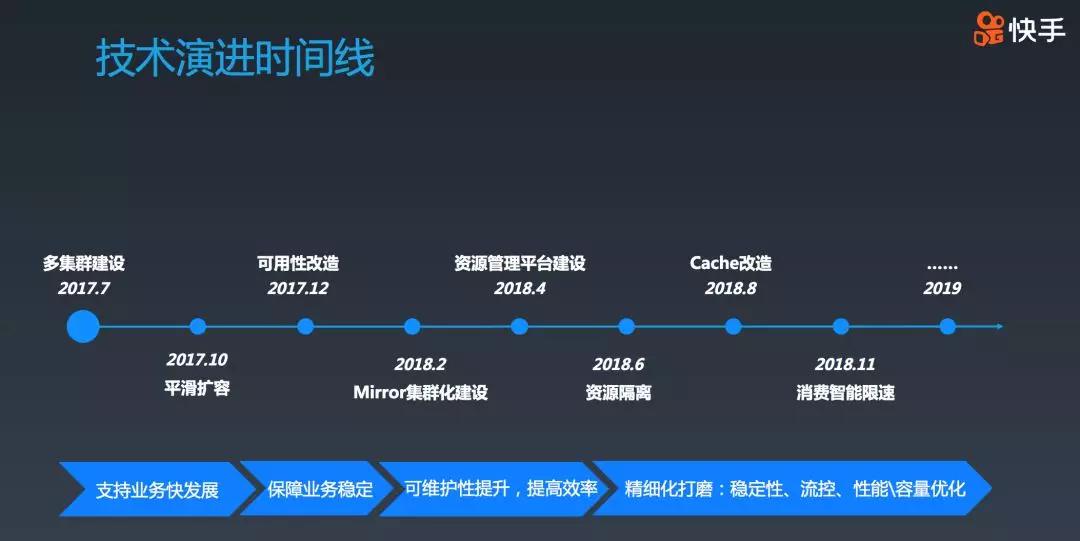 快手
技术演进时间线
多集群建设
2017.7
可用性改造
2017.12
资源管理平台建设
2018.4
Cache改造
2018.8
......
2019
2017.10
平滑扩容
2018.2
Mirror集群化建设
2018.6
资源隔离
2018.11
消费智能限速
支持业务快发展
保障业务稳定
可维护性提升，提高效率
精细化打磨：稳定性、流控、性能\容量优化